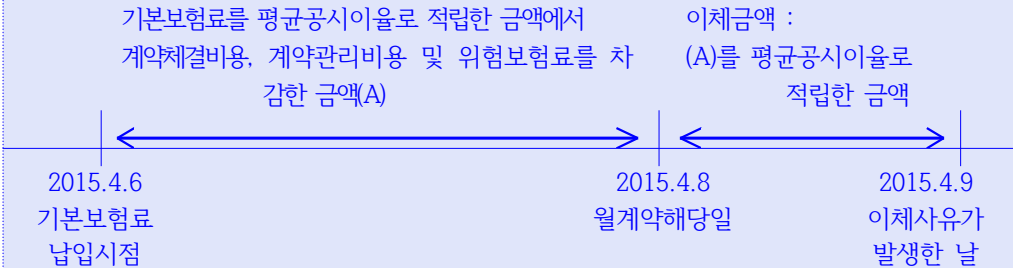 기본보험료를 평균공시이율로 적립한 금액에서
계약체결비용, 계약관리비용 및 위험보험료를 차
감한 금액(A)
이체금액 :
(A)를 평균공시이율로
적립한 금액
2015.4.6
기본보험료
납입시점
2015.4.8
월계약해당일
2015.4.9
이체사유가
발생한 날